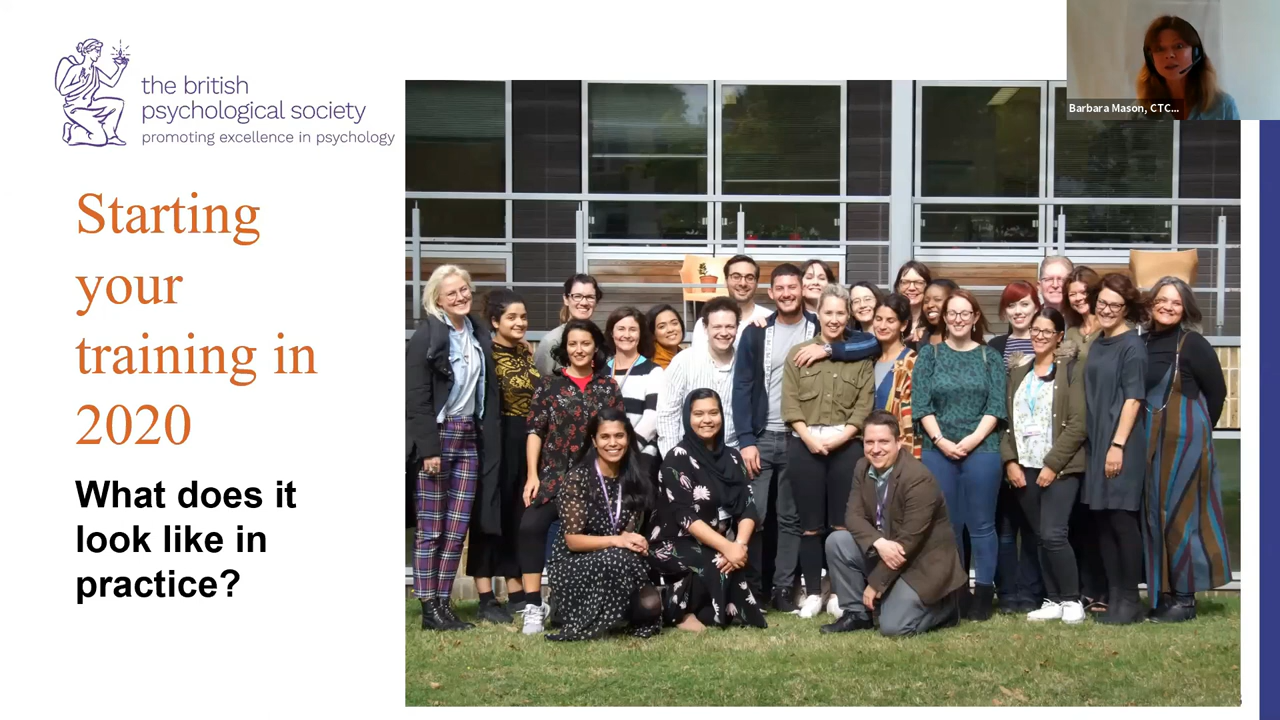 the british
psychological society
promoting excellence in psychology
Barbara Mason, CTC...
Starting
your
training in
2020
What does it
look like in
practice?